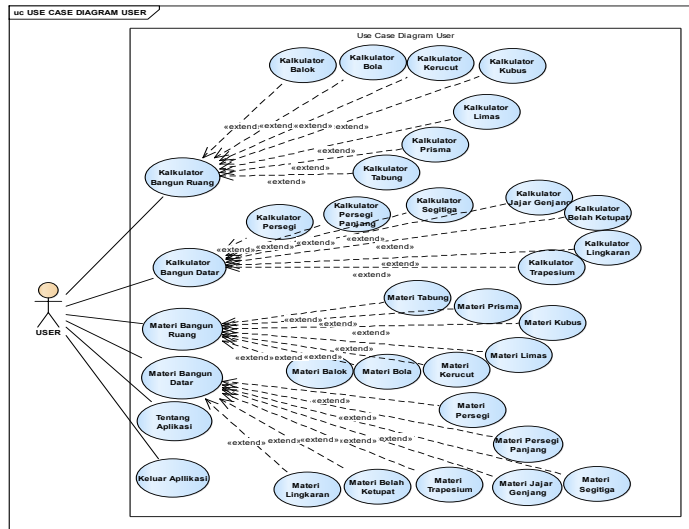 uc USE CASE DIAGRAM USER
Use Case Diagram User
Kalkulator
Balok
Kalkulator
Bola
Kalkulator
Kerucut
Kalkulator
Kubus
Kalkulator
Limas
«extend»
«extend»
«extend»
«extend»
«extend»
Kalkulator
Prisma
«extend»
Kalkulator
Tabung
«extend»
Kalkulator
Bangun Ruang
Kalkulator
Persegi
Kalkulator
Persegi
Panjang
Kalkulator
Segitiga
Kalkulator
Jajar Genjang
Kalkulator
Belah Ketupat
Kalkulator
Lingkaran
Kalkulator
Trapesium
«extend»
«extend»
«extend»
«extend»
«extend»
«extend»
«extend»
Kalkulator
Bangun Datar
USER
Materi Tabung
Materi Prisma
Materi Kubus
Materi Limas
«extend»
«extend»
«extend»
«extend»
«extend»
«extend»
«extend»
Materi Bangun
Ruang
Materi Balok
Materi Bola
Materi
Kerucut
Materi Bangun
Datar
Materi
Persegi
«extend»
Tentang
Aplikasi
«extend»
Materi Persegi
Panjang
«extend»
«extend»
«extend»
«extend»
«extend»
Keluar Apllikasi
Materi
Lingkaran
Materi Belah
Ketupat
Materi
Trapesium
Materi Jajar
Genjang
Materi
Segitiga